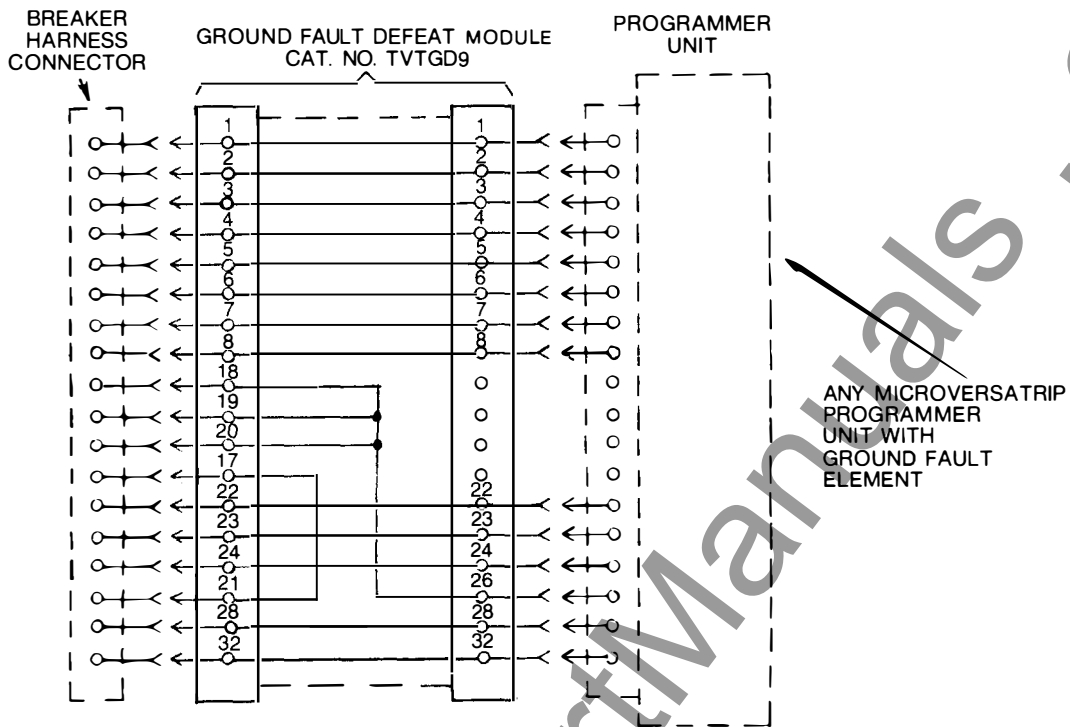 BREAKER
HARNESS
CONNECTOR
GROUND FAULT DEFEAT MODULE
CAT. NO. TVTGD9
PROGRAMMER
UNIT
1 1
2 2
3 3
4 4
5 5
6 6
7 7
8 8
18
19
20
17
22 22
23 23
24 24
21 26
28 28
32 32
ANY MICROVERSATRIP
PROGRAMMER
UNIT WITH
GROUND FAULT
ELEMENT